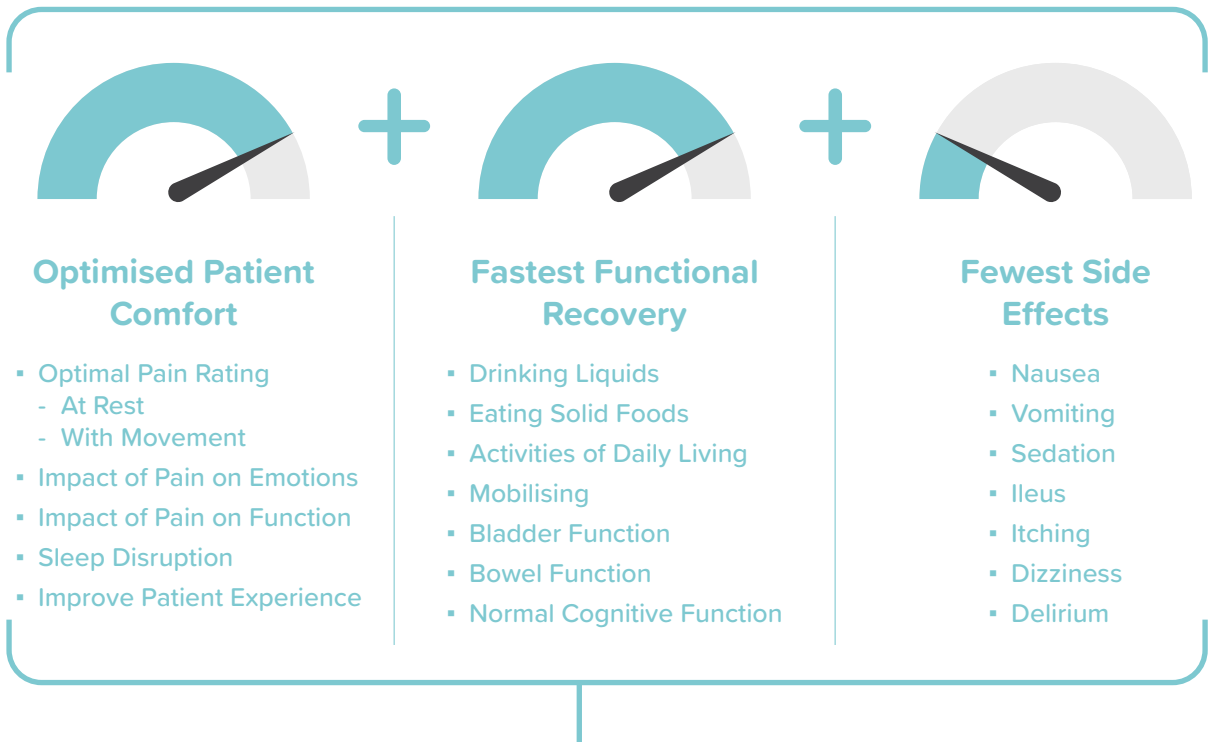 Optimised Patient
Comfort
▪ Optimal Pain Rating
- At Rest
- With Movement
▪ Impact of Pain on Emotions
▪ Impact of Pain on Function
▪ Sleep Disruption
▪ Improve Patient Experience
Fastest Functional
Recovery
▪ Drinking Liquids
▪ Eating Solid Foods
▪ Activities of Daily Living
▪ Mobilising
▪ Bladder Function
▪ Bowel Function
▪ Normal Cognitive Function
Fewest Side
Effects
▪ Nausea
▪ Vomiting
▪ Sedation
▪ Ileus
▪ Itching
▪ Dizziness
▪ Delirium